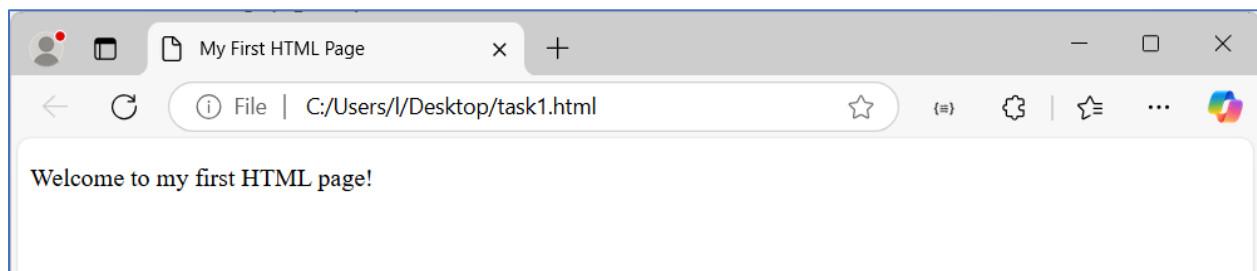 My First HTML Page
File | C:/Users/l/Desktop/task1.html
Welcome to my first HTML page!